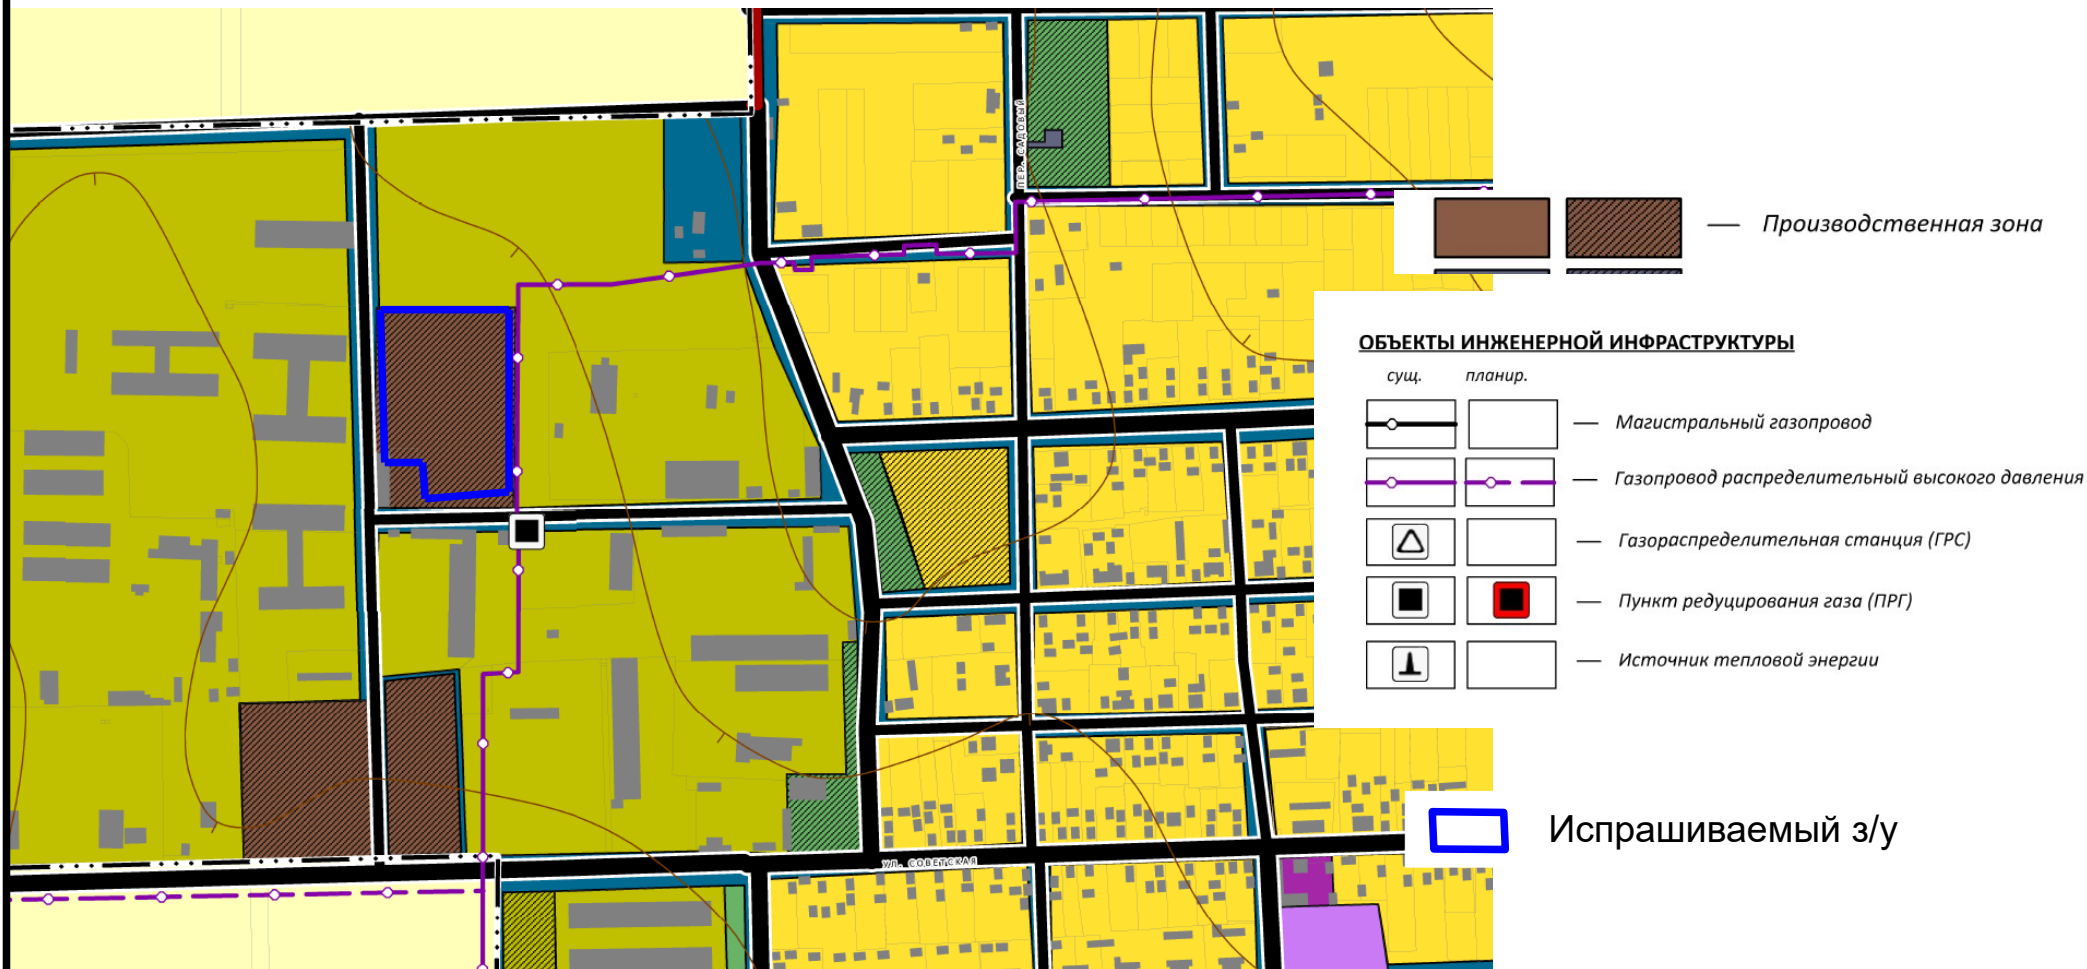 ПЕР. САДОВЫЙ
— Производственная зона
ОБЪЕКТЫ ИНЖЕНЕРНОЙ ИНФРАСТРУКТУРЫ
сущ. планир.
— Магистральный газопровод
— Газопровод распределительный высокого давления
— Газораспределительная станция (ГРС)
— Пункт редуцирования газа (ПРГ)
— Источник тепловой энергии
Испрашиваемый з/у
УЛ. СОВЕТСКАЯ